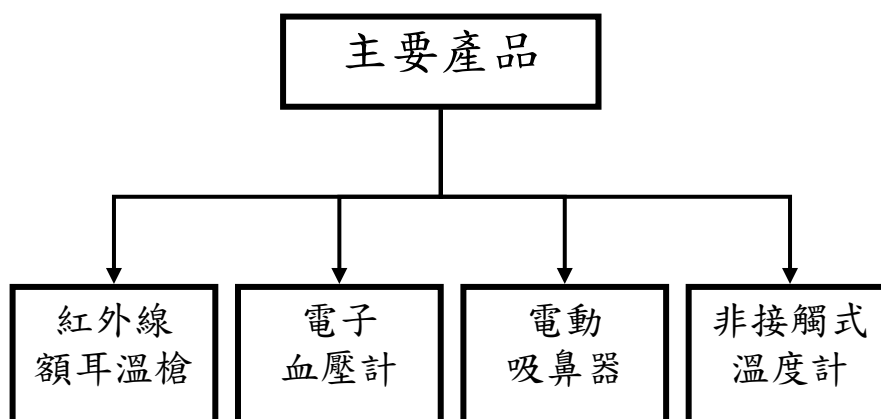 主要產品
紅外線
額耳溫槍
電子
血壓計
電動
吸鼻器
非接觸式
溫度計